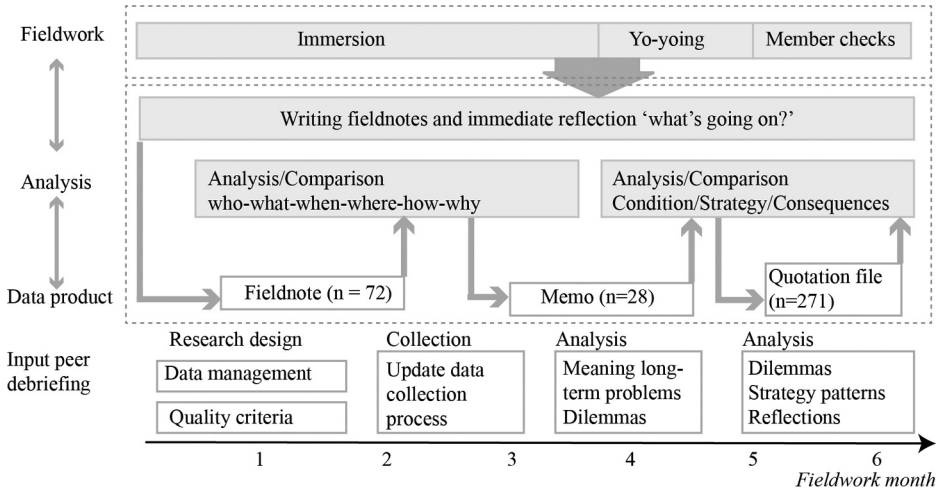 Fieldwork
Immersion
Yo-yoing
Member checks
Writing fieldnotes and immediate reflection ‘what’s going on?’
Analysis
Analysis/Comparison
who-what-when-where-how-why
Analysis/Comparison
Condition/Strategy/Consequences
Data product
Fieldnote (n = 72)
Memo (n=28)
Quotation file
(n=271)
Input peer
debriefing
Research design
Data management
Quality criteria
Collection
Update data
collection
process
Analysis
Meaning long-
term problems
Dilemmas
Analysis
Dilemmas
Strategy patterns
Reflections
1 2 3 4 5 6
Fieldwork month